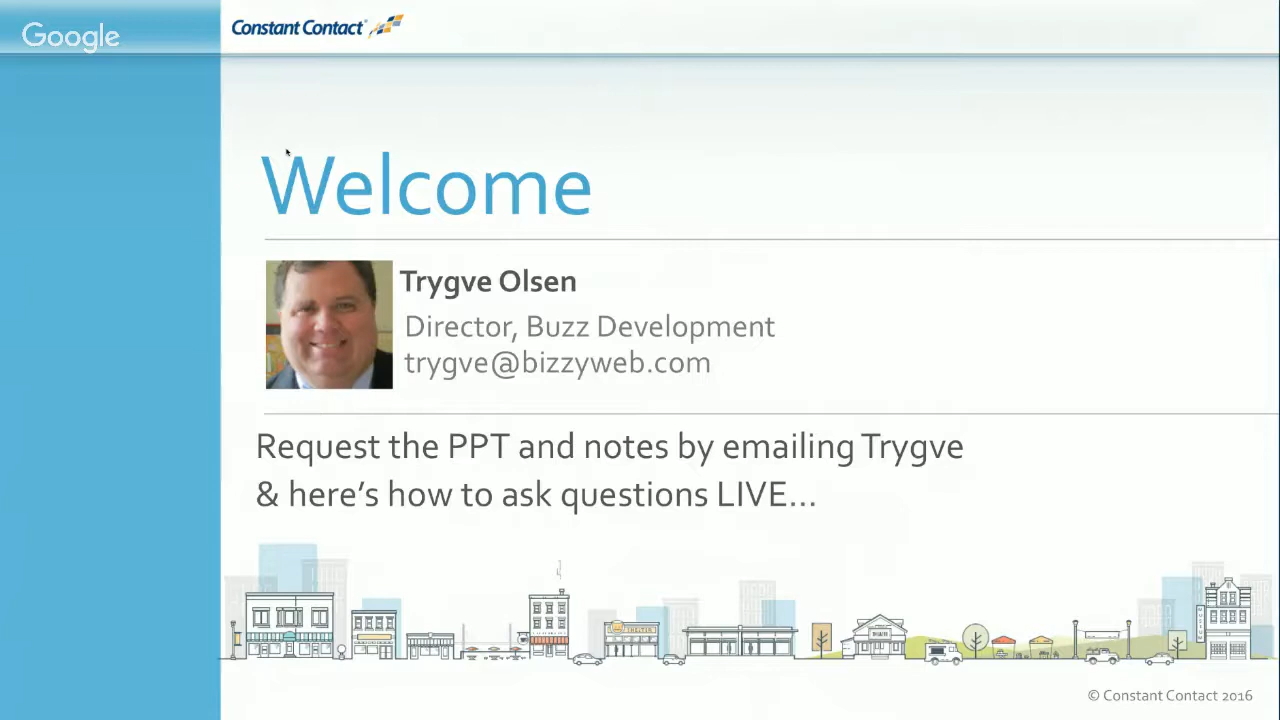 Google
Constant Contact®
Welcome
Trygve Olsen
Director, Buzz Development
trygve@bizzyweb.com
Request the PPT and notes by emailing Trygve
& here's how to ask questions LIVE...
THEATER
© Constant Contact 2016